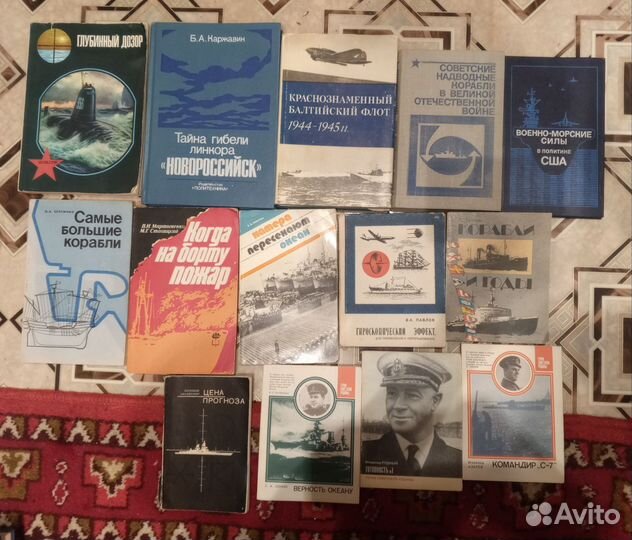 ГЛУБИННЫЙ ДОЗОР
Б.А.Каржавин
Тайна гибели
линкора
«НОВОРОССИЙСК»
КРАСНОЗНАМЕННЫЙ
БАЛТИЙСКИЙ ФЛОТ
1944-1945 гг.
СОВЕТСКИЕ
НАДВОДНЫЕ
КОРАБЛИ
В ВЕЛИКОЙ
ОТЕЧЕСТВЕННОЙ
ВОЙНЕ
ВОЕННО-МОРСКИЕ
СИЛЫ
в политике
США
Самые
большие
корабли
Когда
на борту
пожар
Катера
пересекают
океан
В.А. ПАВЛОВ
ГИРОСКОПИЧЕСКИЙ ЭФФЕКТ
КОРАБЛИ
И ГОДЫ
ЦЕНА
ПРОГНОЗА
ВЕРНОСТЬ ОКЕАНУ
ГОТОВНОСТЬ №1
КОМАНДИР „С-7"
Avito